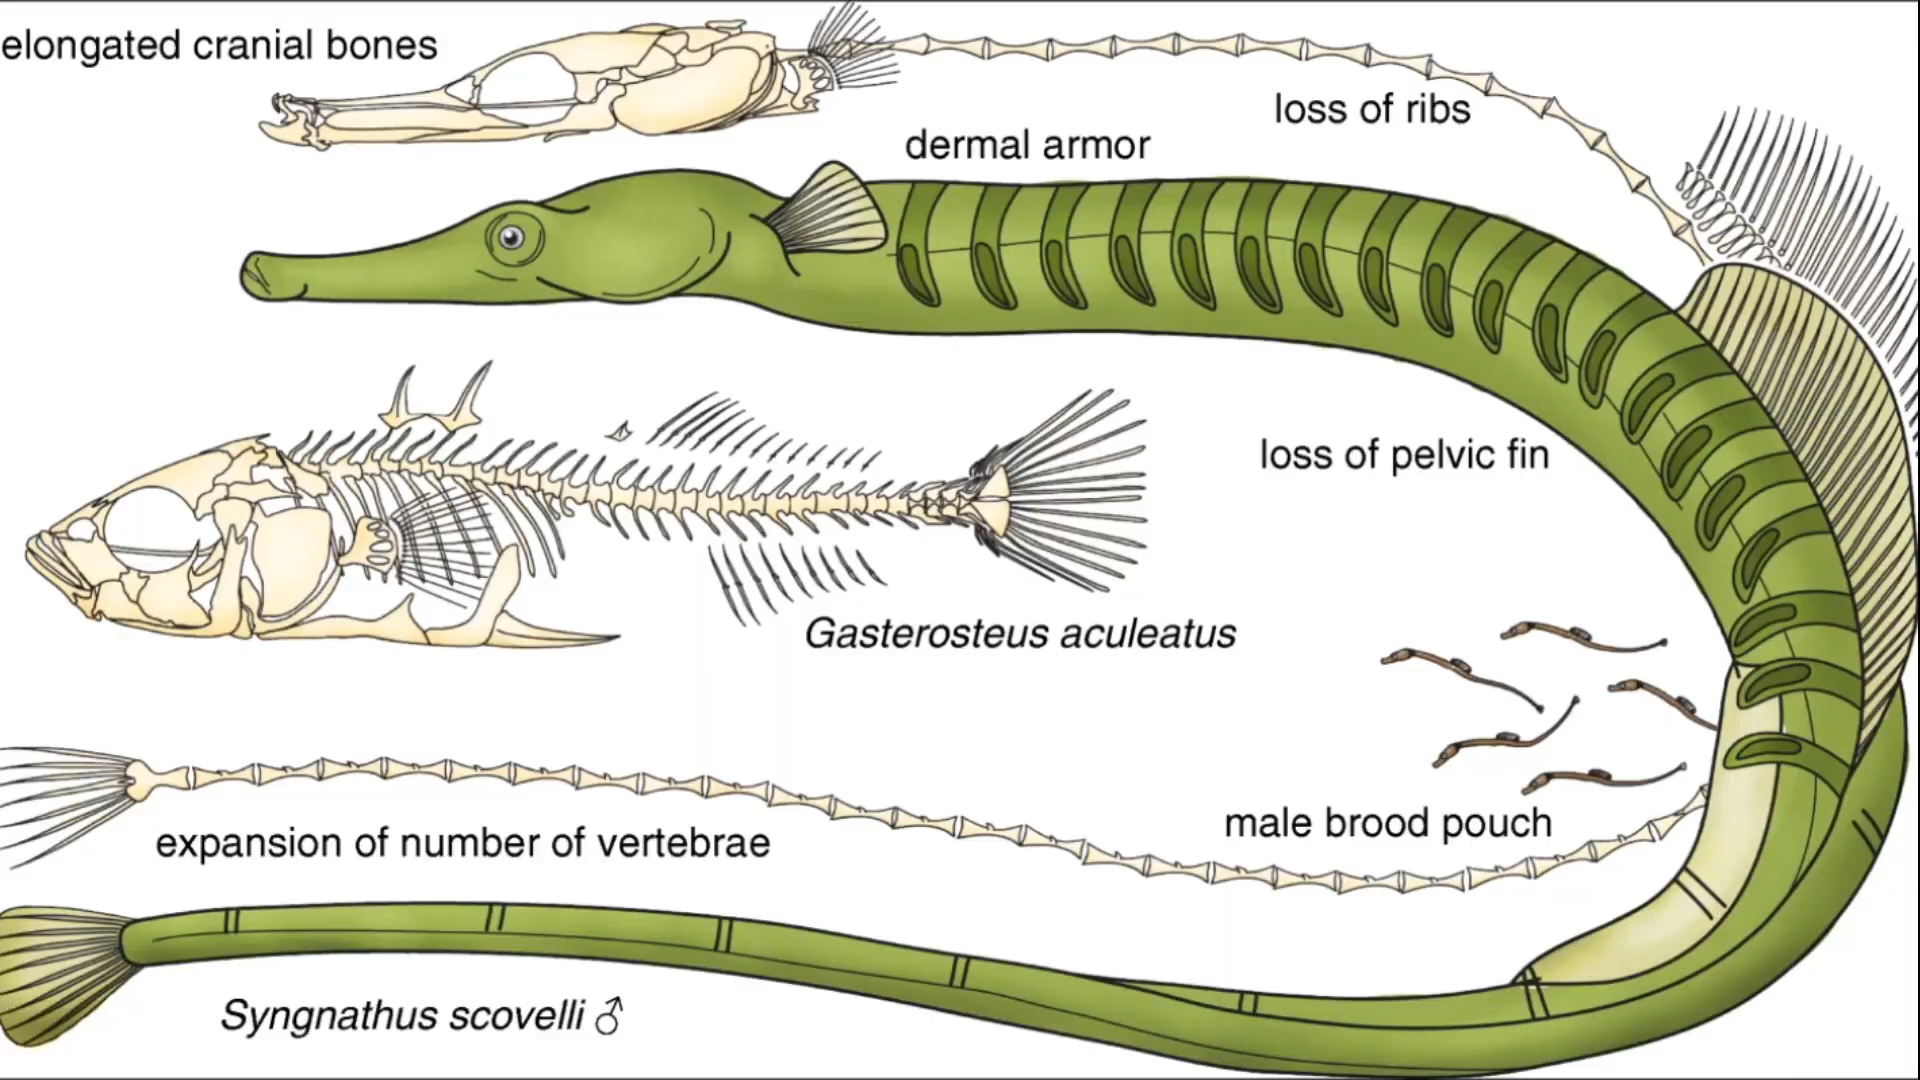 elongated cranial bones
loss of ribs
dermal armor
loss of pelvic fin
Gasterosteus aculeatus
male brood pouch
expansion of number of vertebrae
Syngnathus scovelli ♂